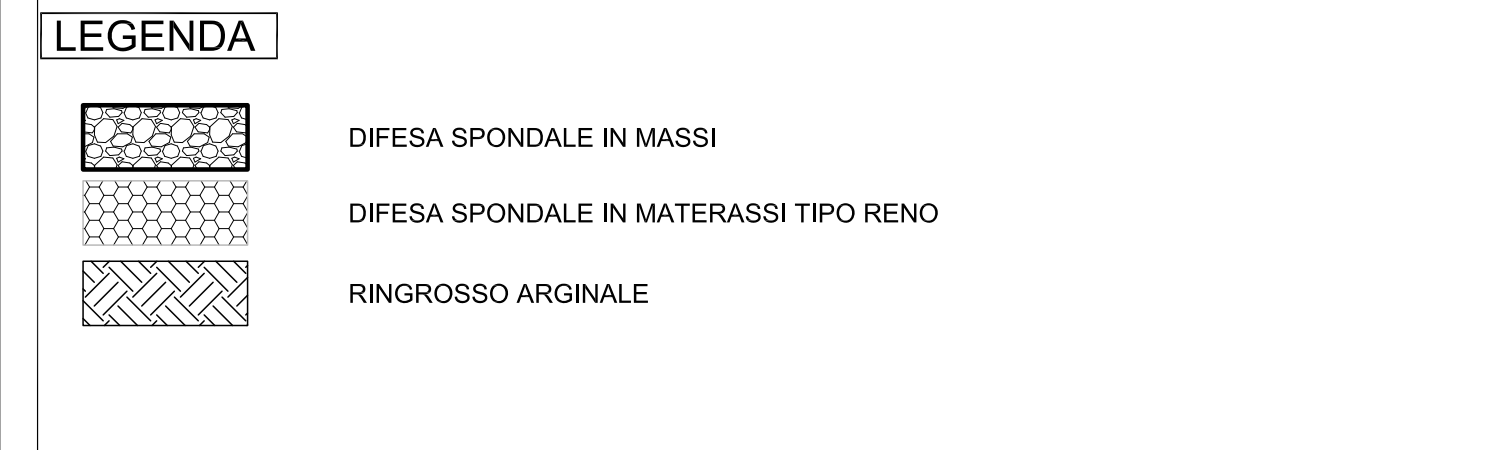 LEGENDA
DIFESA SPONDALE IN MASSI
DIFESA SPONDALE IN MATERASSI TIPO RENO
RINGROSSO ARGINALE